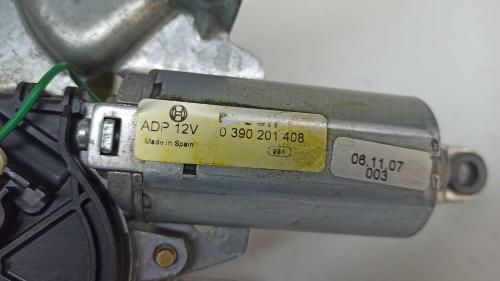 ADP 12V 0 390 201 408
Made in Spain
06.11.07
003